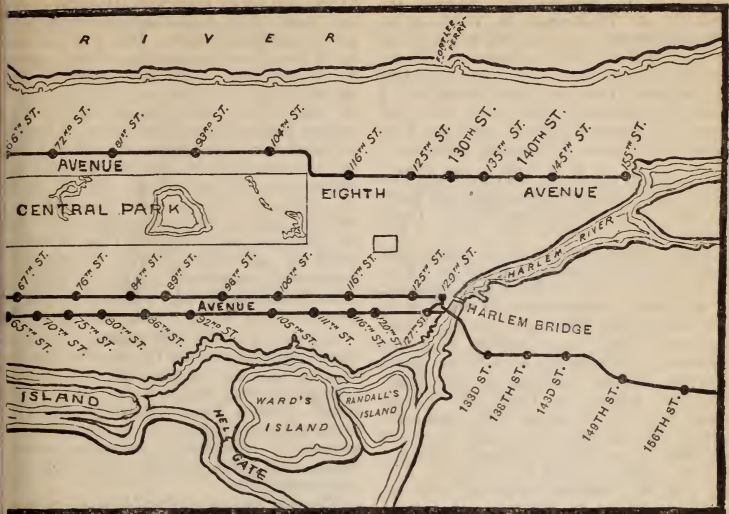 R I V E R
FORT LEE
FERRY
72ND ST.
81ST ST.
93RD ST.
104TH ST.
116TH ST.
125TH ST.
130TH ST.
135TH ST.
140TH ST.
145TH ST.
155TH ST.
AVENUE
EIGHTH AVENUE
CENTRAL PARK
HARLEM RIVER
67TH ST.
76TH ST.
84TH ST.
89TH ST.
98TH ST.
106TH ST.
116TH ST.
125TH ST.
129TH ST.
AVENUE
HARLEM BRIDGE
65TH ST.
70TH ST.
75TH ST.
80TH ST.
86TH ST.
92ND ST.
105TH ST.
111TH ST.
116TH ST.
120TH ST.
127TH ST.
133D ST.
138TH ST.
143D ST.
149TH ST.
156TH ST.
ISLAND
WARD'S
ISLAND
RANDALL'S
ISLAND
HELL
GATE